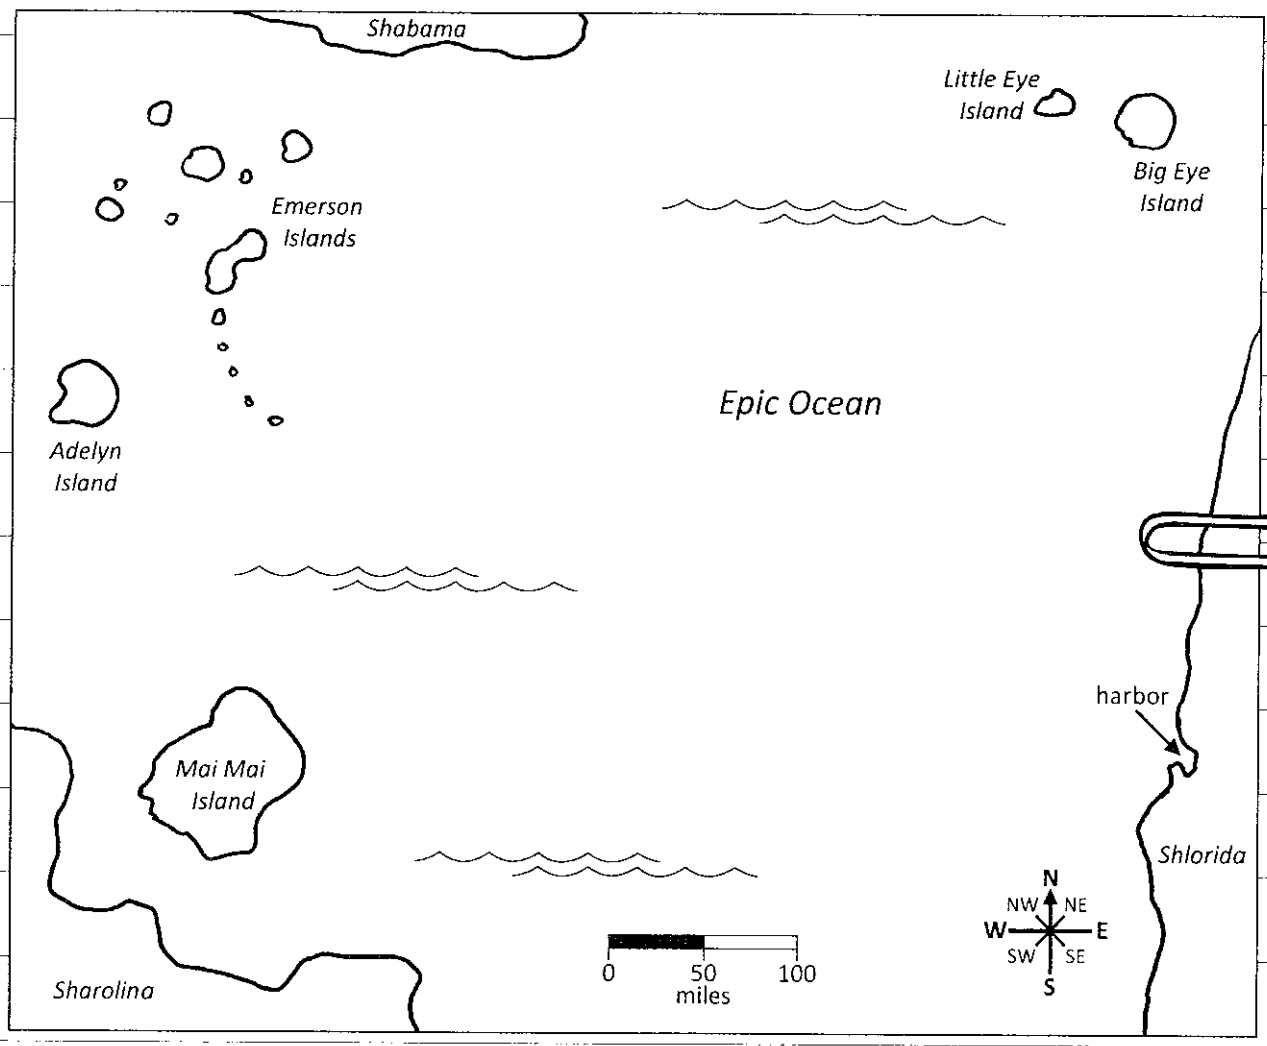 Shabama
Little Eye
Island
Big Eye
Island
Emerson
Islands
Epic Ocean
Adelyn
Island
harbor
Mai Mai
Island
Shlorida
N
NW NE
W E
SW SE
S
0 50 100
miles
Sharolina